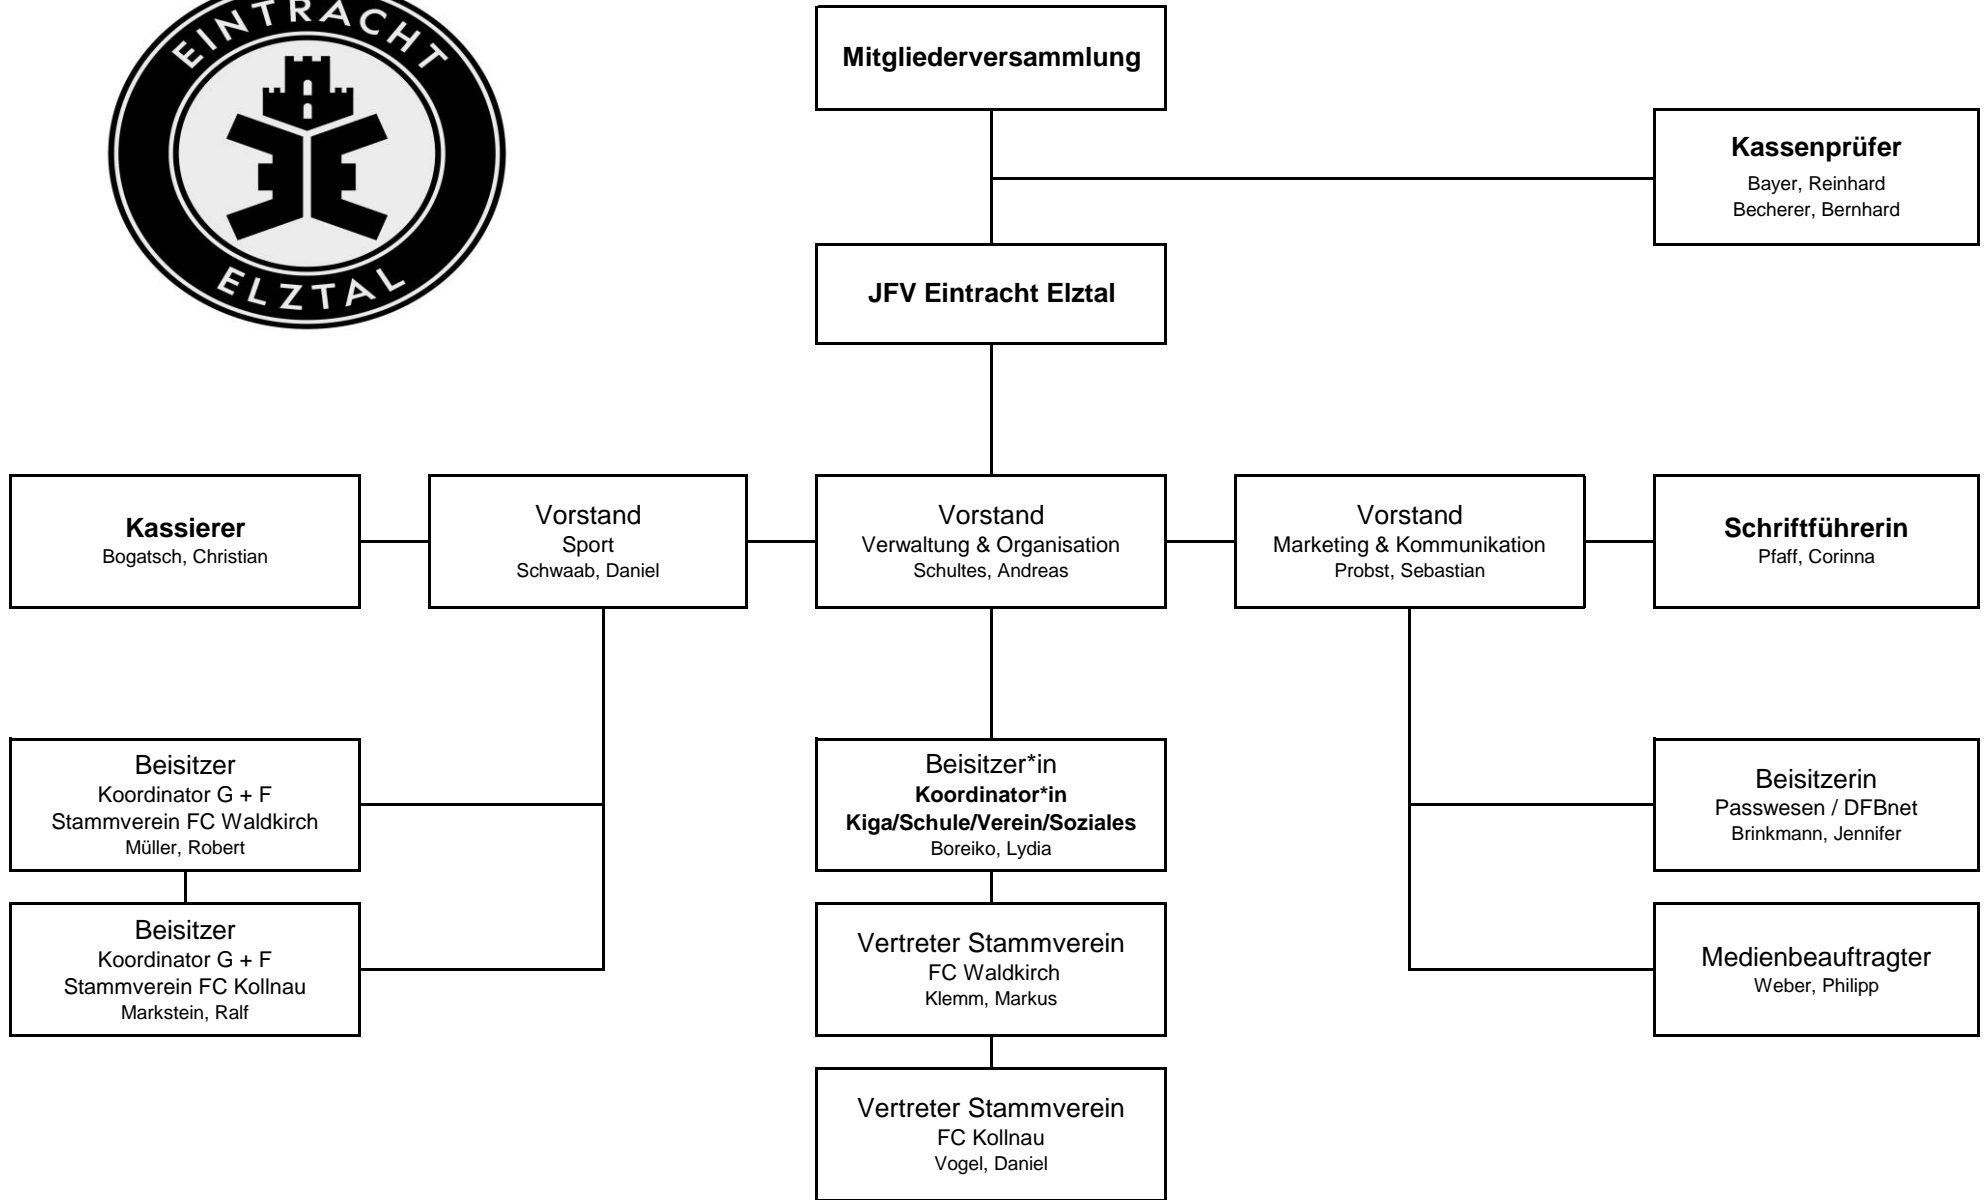 EINTRACHT
ELZTAL
Mitgliederversammlung
Kassenprüfer
Bayer, Reinhard
Becherer, Bernhard
JFV Eintracht Elztal
Kassierer
Bogatsch, Christian
Vorstand
Sport
Schwaab, Daniel
Vorstand
Verwaltung & Organisation
Schultes, Andreas
Vorstand
Marketing & Kommunikation
Probst, Sebastian
Schriftführerin
Pfaff, Corinna
Beisitzer
Koordinator G + F
Stammverein FC Waldkirch
Müller, Robert
Beisitzer*in
Koordinator*in
Kiga/Schule/Verein/Soziales
Boreiko, Lydia
Beisitzerin
Passwesen / DFBnet
Brinkmann, Jennifer
Beisitzer
Koordinator G + F
Stammverein FC Kollnau
Markstein, Ralf
Vertreter Stammverein
FC Waldkirch
Klemm, Markus
Medienbeauftragter
Weber, Philipp
Vertreter Stammverein
FC Kollnau
Vogel, Daniel